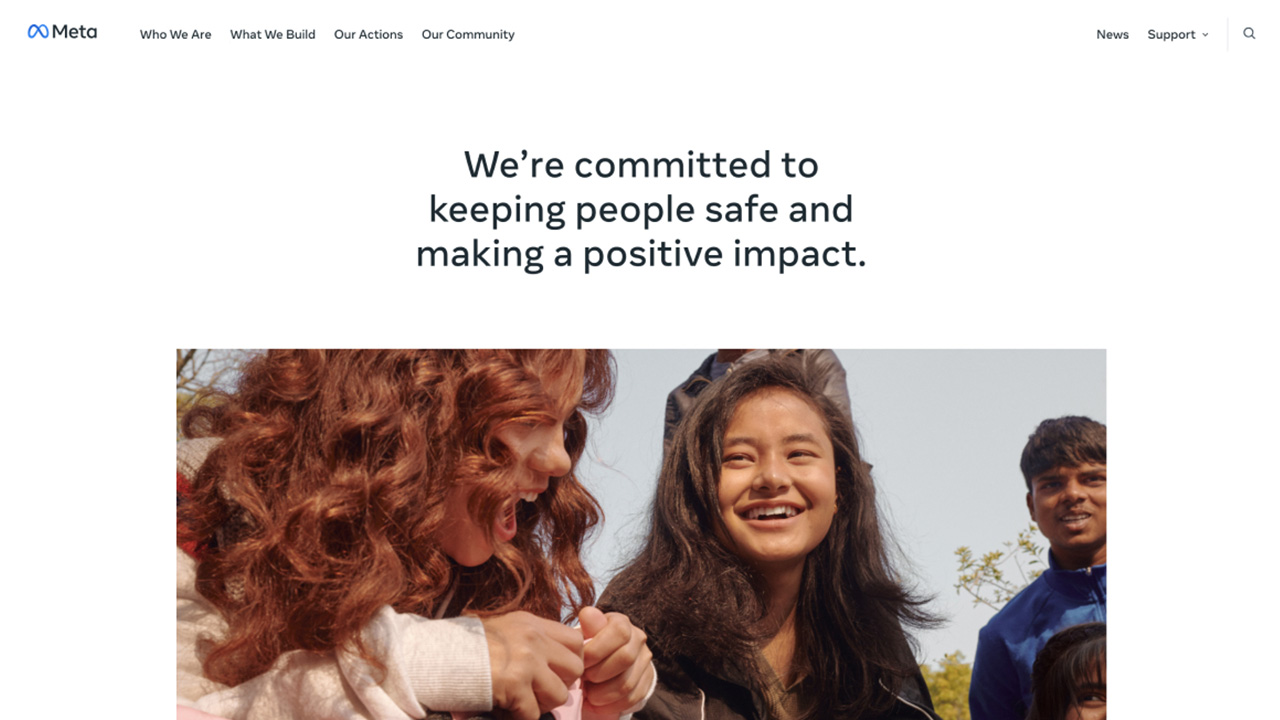 Meta
Who We Are
What We Build
Our Actions
Our Community
News
Support
We’re committed to
keeping people safe and
making a positive impact.